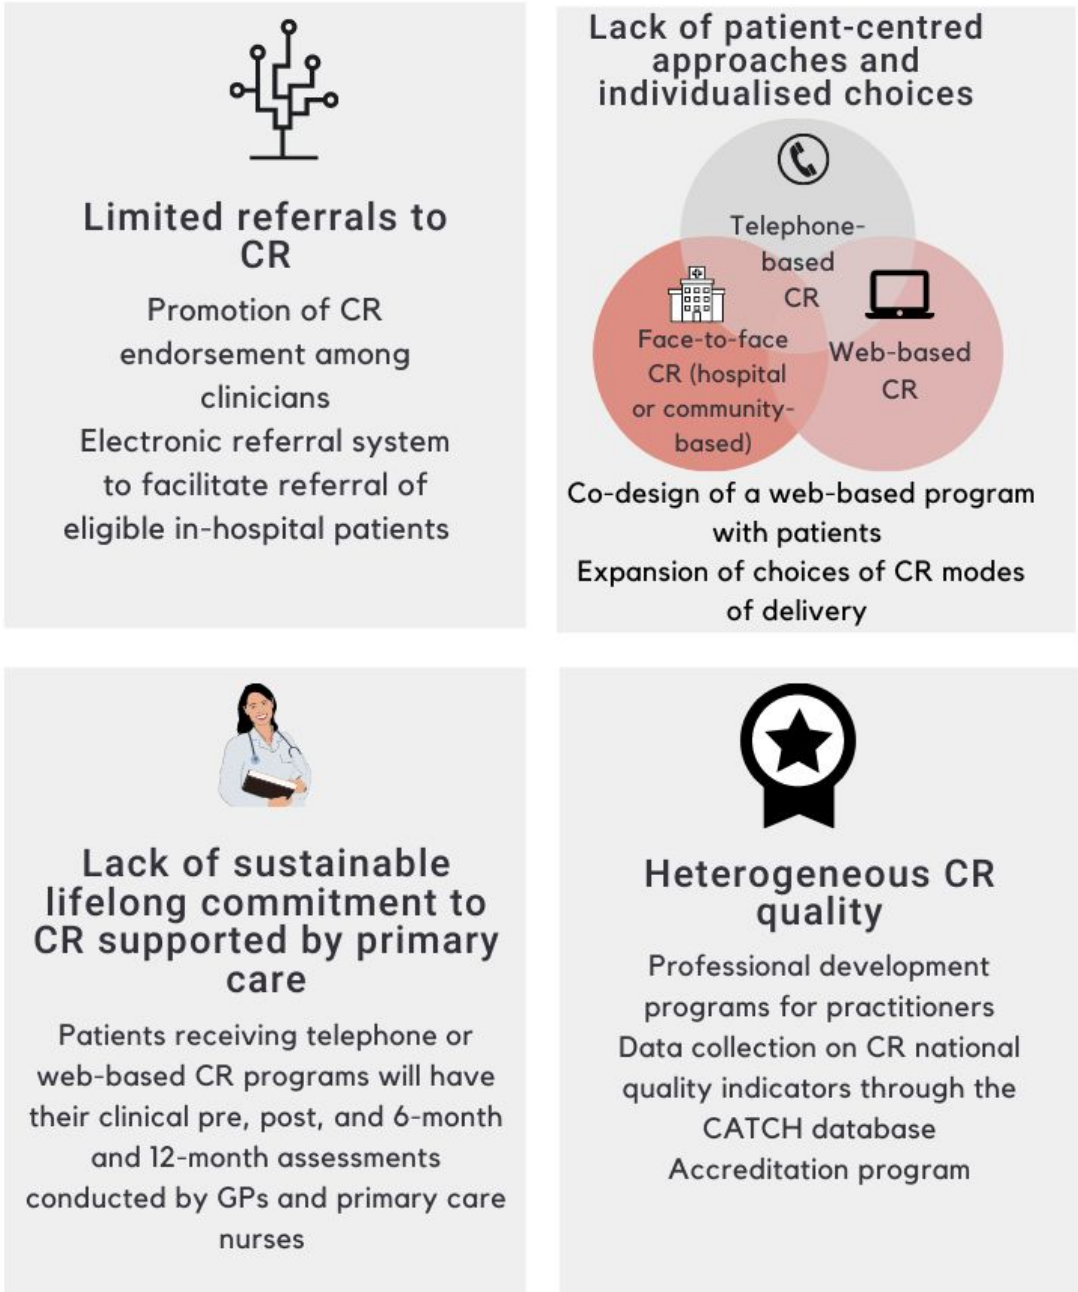 Limited referrals to
CR
Promotion of CR
endorsement among
clinicians
Electronic referral system
to facilitate referral of
eligible in-hospital patients
Lack of patient-centred
approaches and
individualised choices
Telephone-
based
CR
Face-to-face
CR (hospital
or community-
based)
Web-based
CR
Co-design of a web-based program
with patients
Expansion of choices of CR modes
of delivery
Lack of sustainable
lifelong commitment to
CR supported by primary
care
Patients receiving telephone or
web-based CR programs will have
their clinical pre, post, and 6-month
and 12-month assessments
conducted by GPs and primary care
nurses
Heterogeneous CR
quality
Professional development
programs for practitioners
Data collection on CR national
quality indicators through the
CATCH database
Accreditation program